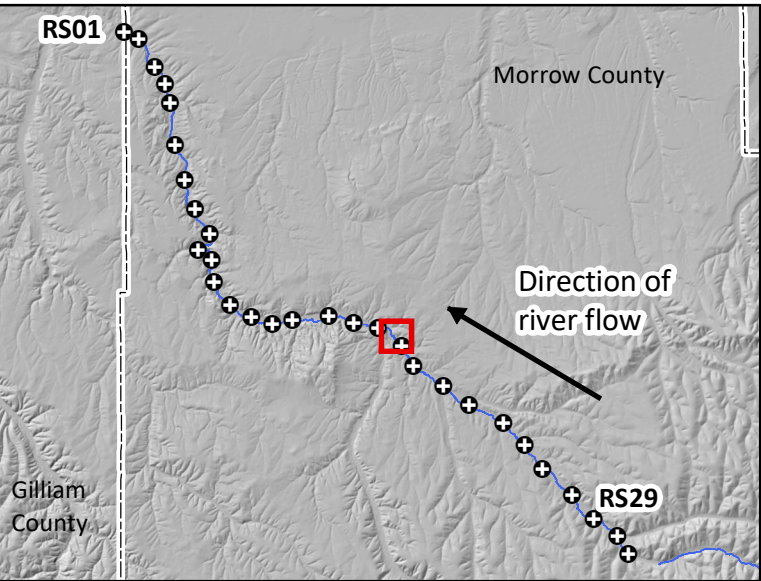 RS01
Morrow County
Direction of
river flow
RS29
Gilliam
County